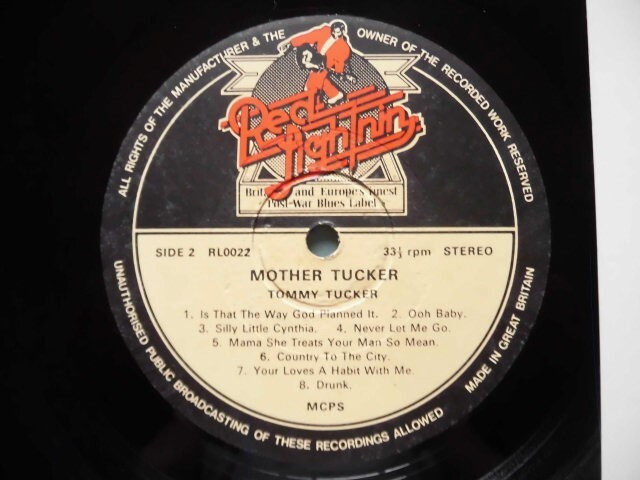 ALL RIGHTS OF THE MANUFACTURER & THE OWNER OF THE RECORDED WORK RESERVED
Red
Lightnin
and Europe's finest
Post-War Blues Label
SIDE 2 RL0022 33⅓ rpm STEREO
MOTHER TUCKER
TOMMY TUCKER
1. Is That The Way God Planned It. 2. Ooh Baby.
3. Silly Little Cynthia. 4. Never Let Me Go.
5. Mama She Treats Your Man So Mean.
6. Country To The City.
7. Your Loves A Habit With Me.
8. Drunk.
MCPS
UNAUTHORISED PUBLIC BROADCASTING OF THESE RECORDINGS ALLOWED
MADE IN GREAT BRITAIN